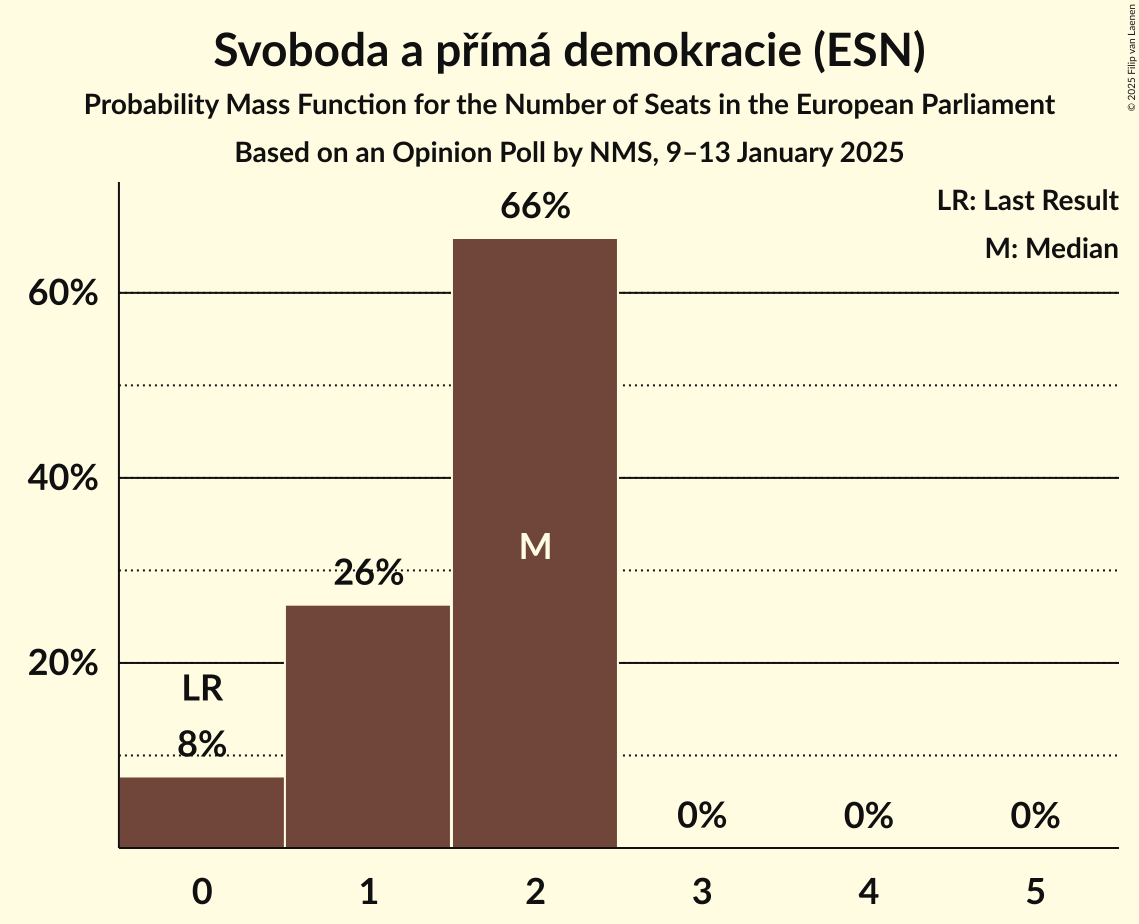 Svoboda a přímá demokracie (ESN)
Probability Mass Function for the Number of Seats in the European Parliament
Based on an Opinion Poll by NMS, 9–13 January 2025
© 2025 Filip van Laenen
LR: Last Result
M: Median
66%
60%
40%
M
26%
20%
LR
8%
0% 0% 0%
0 1 2 3 4 5